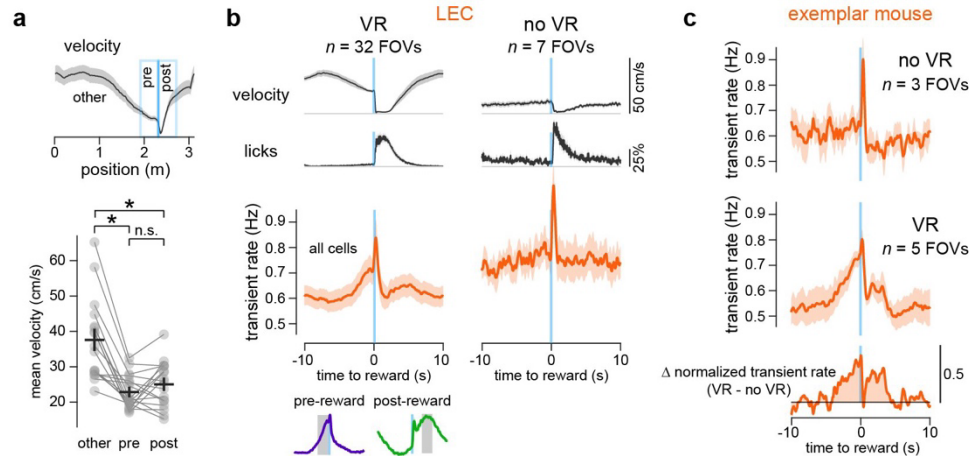 a
velocity
other
pre
post
0 1 2 3
position (m)
*
*
n.s.
mean velocity (cm/s)
60
50
40
30
20
other pre post
b
LEC
VR
n = 32 FOVs
no VR
n = 7 FOVs
velocity
50 cm/s
licks
25%
transient rate (Hz)
0.9
0.8
0.7
0.6
0.5
all cells
-10 0 10
time to reward (s)
-10 0 10
time to reward (s)
pre-reward
post-reward
c
exemplar mouse
no VR
n = 3 FOVs
transient rate (Hz)
0.9
0.8
0.7
0.6
0.5
VR
n = 5 FOVs
transient rate (Hz)
0.9
0.8
0.7
0.6
0.5
Δ normalized transient rate
(VR - no VR)
0.5
-10 0 10
time to reward (s)